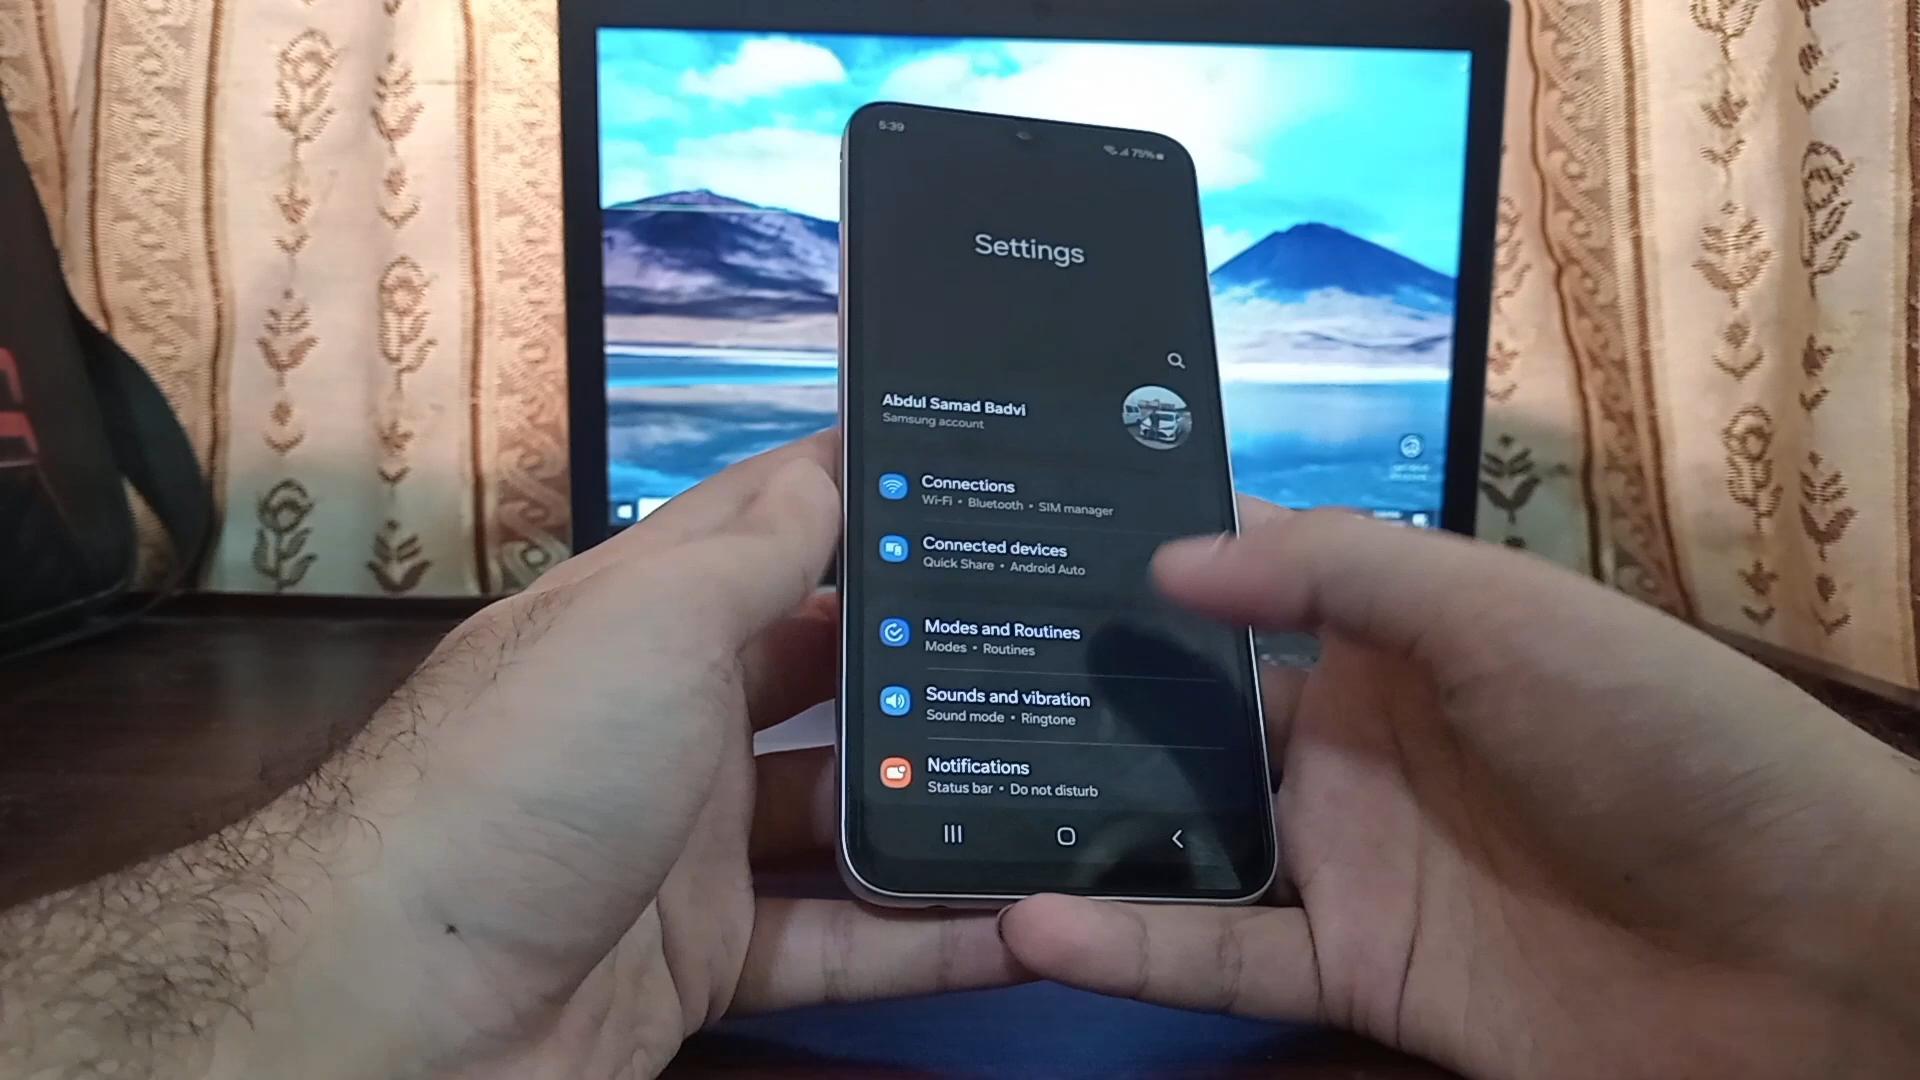 5:39
75%
Settings
Abdul Samad Badvi
Samsung account
Connections
Wi-Fi • Bluetooth • SIM manager
Connected devices
Quick Share • Android Auto
Modes and Routines
Modes • Routines
Sounds and vibration
Sound mode • Ringtone
Notifications
Status bar • Do not disturb